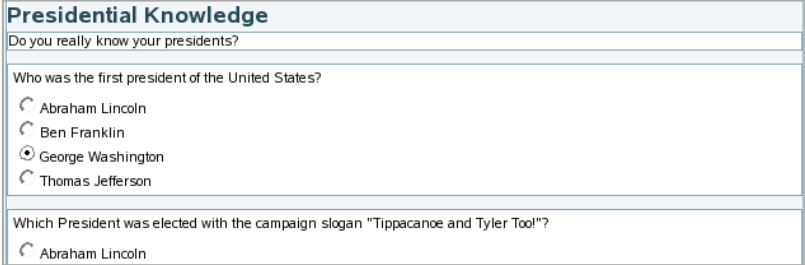 Presidential Knowledge
Do you really know your presidents?
Who was the first president of the United States?
Abraham Lincoln
Ben Franklin
George Washington
Thomas Jefferson
Which President was elected with the campaign slogan "Tippacanoe and Tyler Too!"?
Abraham Lincoln